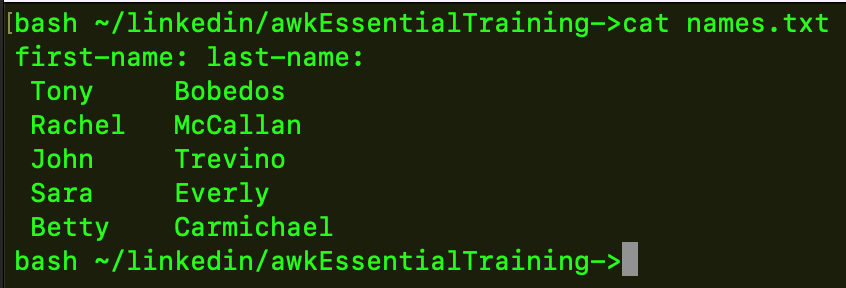 [bash ~/linkedin/awkEssentialTraining->cat names.txt
first-name: last-name:
 Tony     Bobedos
 Rachel   McCallan
 John     Trevino
 Sara     Everly
 Betty    Carmichael
bash ~/linkedin/awkEssentialTraining->